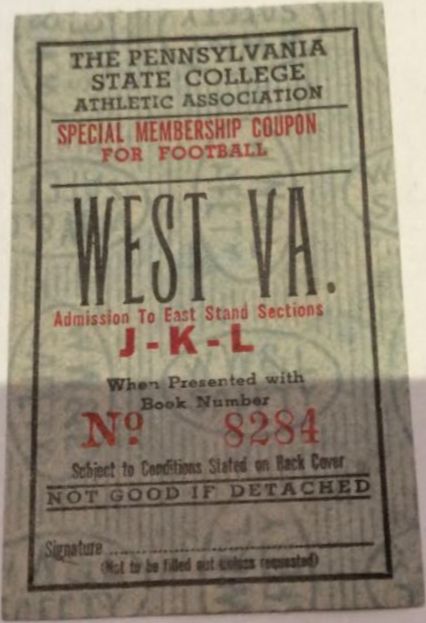 THE PENNSYLVANIA
STATE COLLEGE
ATHLETIC ASSOCIATION
SPECIAL MEMBERSHIP COUPON
FOR FOOTBALL
WEST VA.
Admission To East Stand Sections
J-K-L
When Presented with
Book Number
Nº 8284
Subject to Conditions Stated on Back Cover
NOT GOOD IF DETACHED
Signature
(Not to be filled out unless requested)